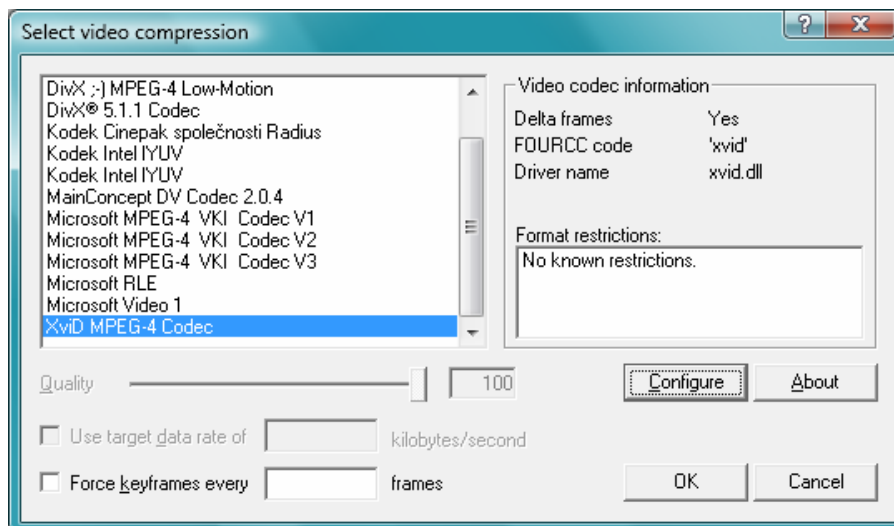 Select video compression
DivX ;-) MPEG-4 Low-Motion
DivX® 5.1.1 Codec
Kodek Cinepak společnosti Radius
Kodek Intel IYUV
Kodek Intel IYUV
MainConcept DV Codec 2.0.4
Microsoft MPEG-4 VKI Codec V1
Microsoft MPEG-4 VKI Codec V2
Microsoft MPEG-4 VKI Codec V3
Microsoft RLE
Microsoft Video 1
XviD MPEG-4 Codec
Video codec information
Delta frames Yes
FOURCC code 'xvid'
Driver name xvid.dll
Format restrictions:
No known restrictions.
Quality 100
Configure About
Use target data rate of kilobytes/second
Force keyframes every frames
OK Cancel